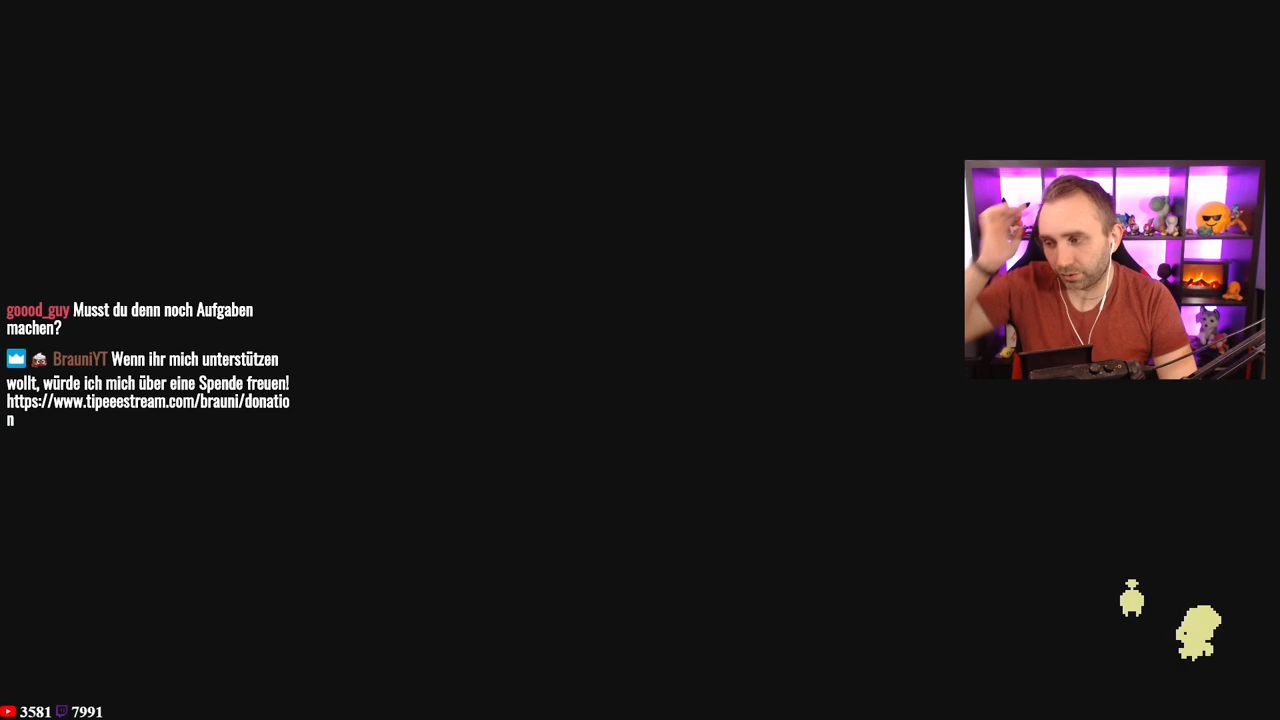 goood_guy Musst du denn noch Aufgaben
machen?
BrauniYT Wenn ihr mich unterstützen
wollt, würde ich mich über eine Spende freuen!
https://www.tipeeestream.com/brauni/donatio
n
3581 7991